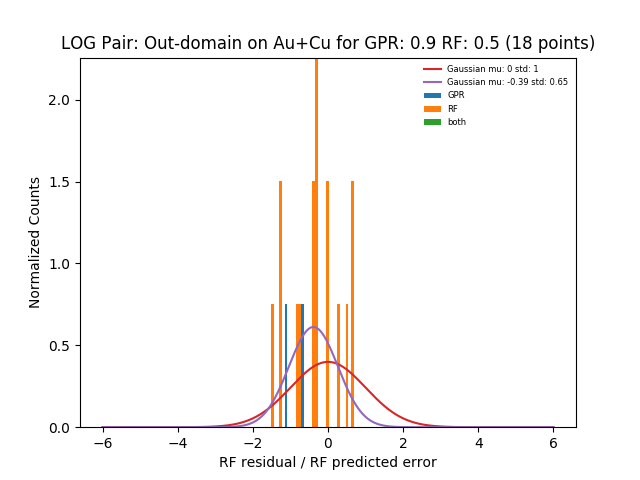 LOG Pair: Out-domain on Au+Cu for GPR: 0.9 RF: 0.5 (18 points)
Gaussian mu: 0 std: 1
Gaussian mu: -0.39 std: 0.65
GPR
RF
both
Normalized Counts
2.0
1.5
1.0
0.5
0.0
−6 −4 −2 0 2 4 6
RF residual / RF predicted error